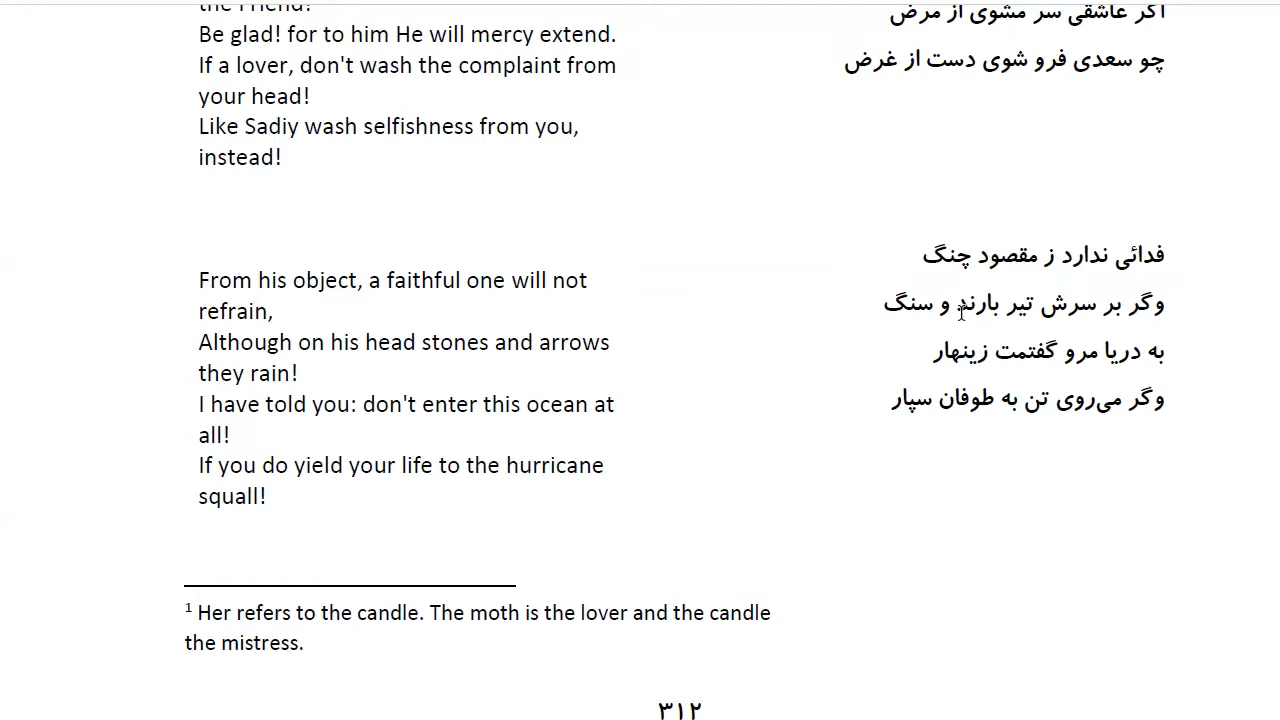 the Friend!
Be glad! for to him He will mercy extend.
If a lover, don't wash the complaint from
your head!
Like Sadiy wash selfishness from you,
instead!
اگر عاشقی سر مشوی از مرض
چو سعدی فرو شوی دست از غرض
From his object, a faithful one will not
refrain,
Although on his head stones and arrows
they rain!
I have told you: don't enter this ocean at
all!
If you do yield your life to the hurricane
squall!
فدائی ندارد ز مقصود چنگ
وگر بر سرش تیر بارند و سنگ
به دریا مرو گفتمت زینهار
وگر می‌روی تن به طوفان سپار
1 Her refers to the candle. The moth is the lover and the candle
the mistress.
۳۱۲